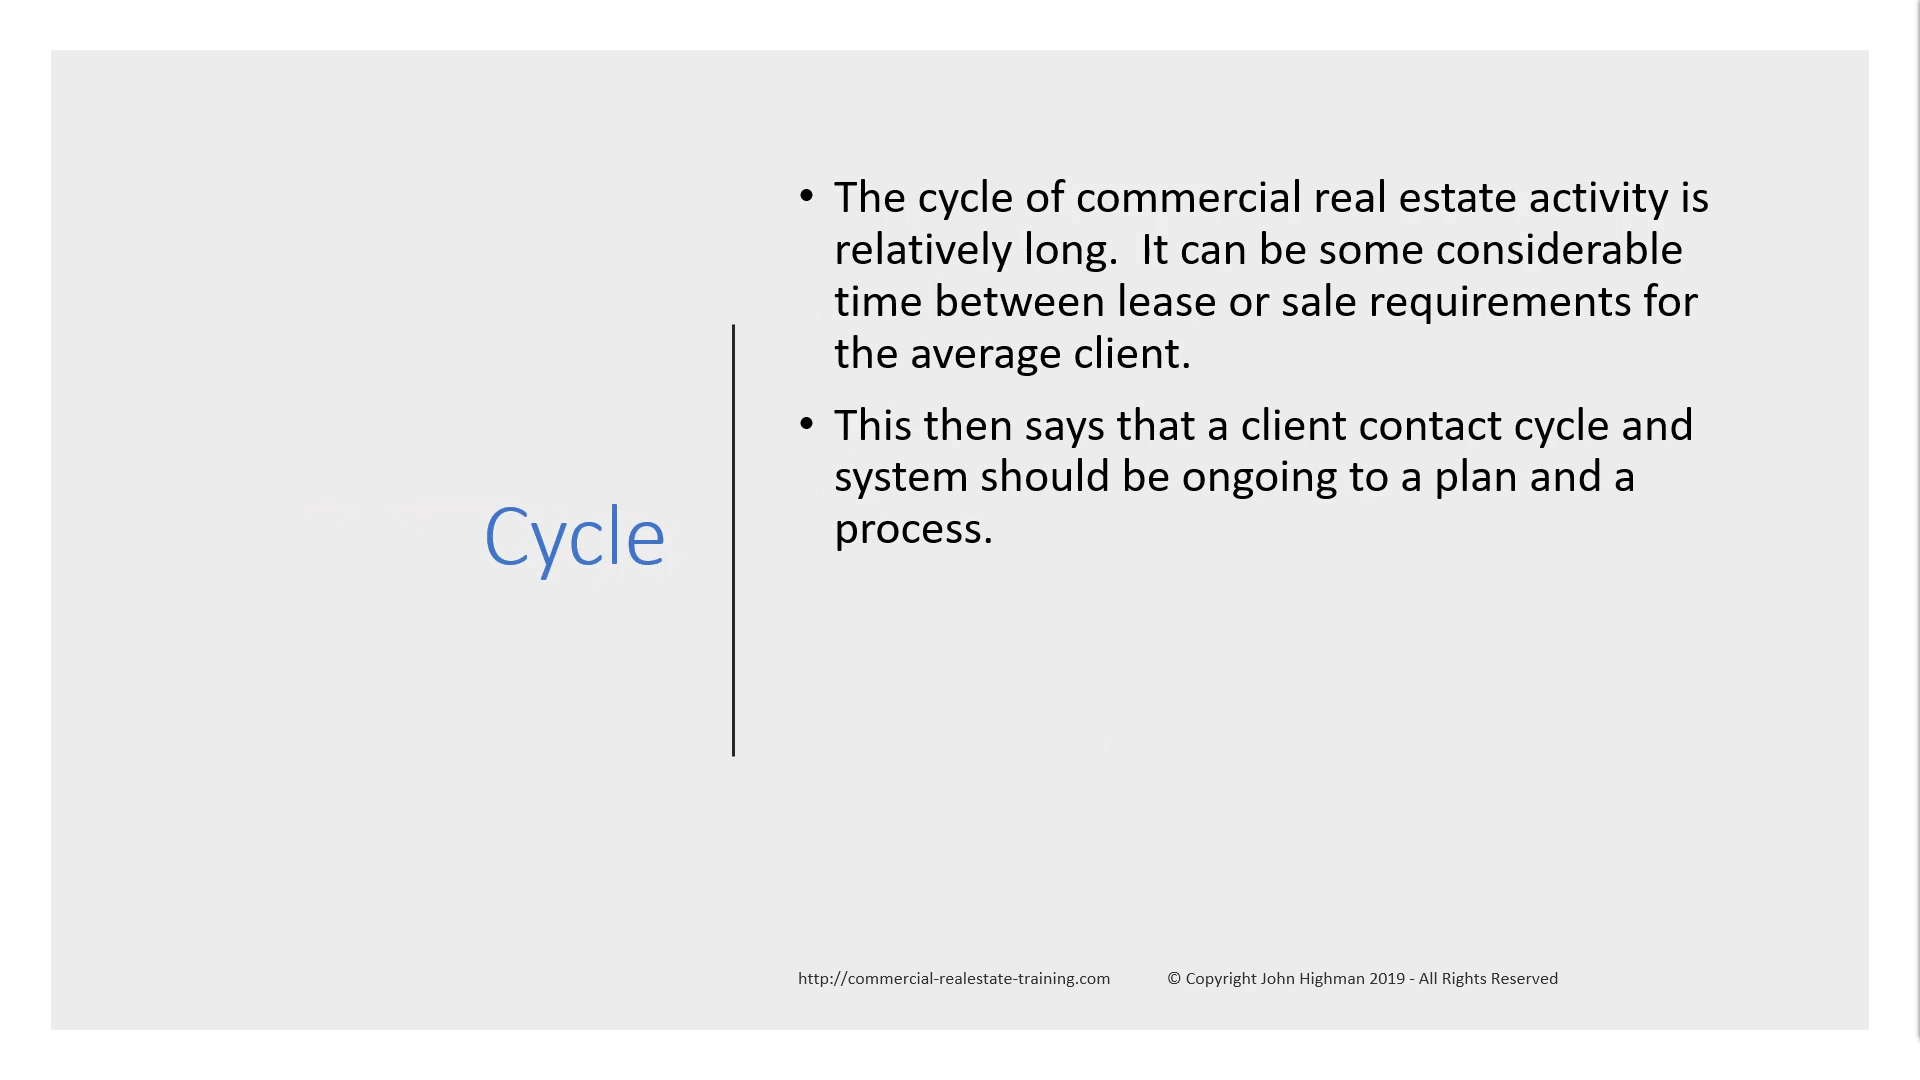 Cycle
• The cycle of commercial real estate activity is
relatively long.  It can be some considerable
time between lease or sale requirements for
the average client.
• This then says that a client contact cycle and
system should be ongoing to a plan and a
process.
http://commercial-realestate-training.com © Copyright John Highman 2019 - All Rights Reserved